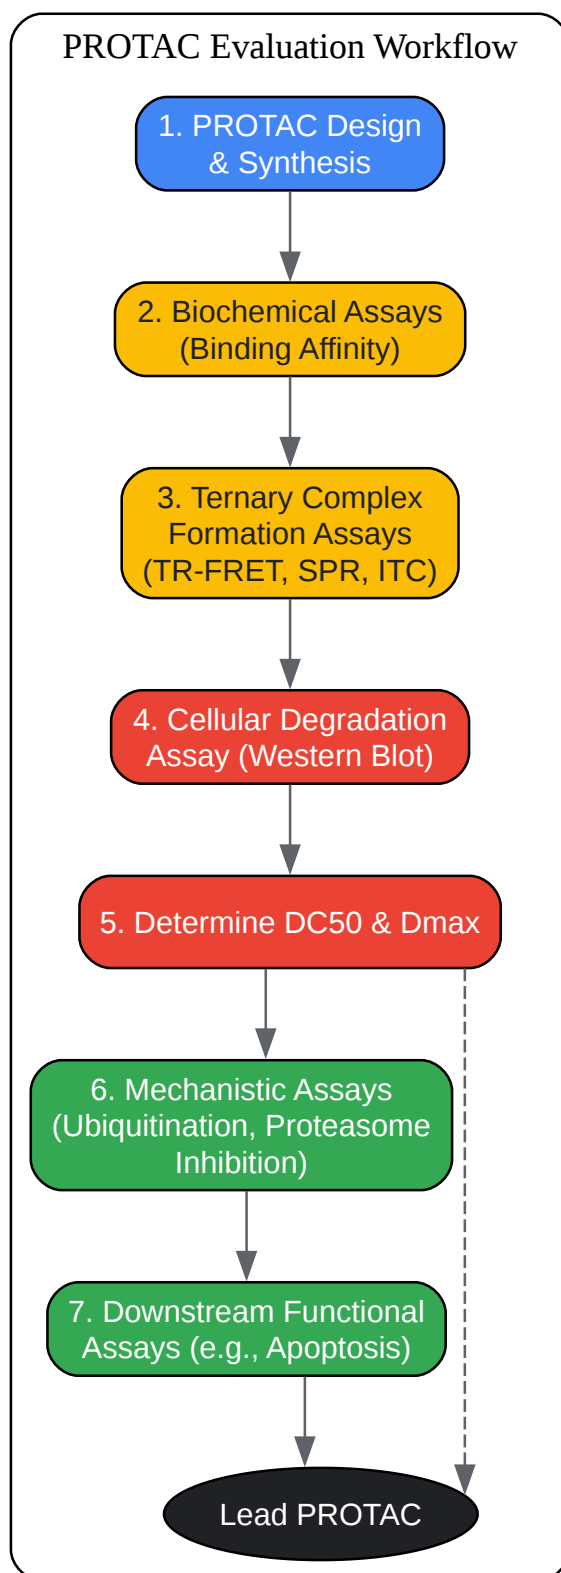 PROTAC Evaluation Workflow
1. PROTAC Design
& Synthesis
2. Biochemical Assays
(Binding Affinity)
3. Ternary Complex
Formation Assays
(TR-FRET, SPR, ITC)
4. Cellular Degradation
Assay (Western Blot)
5. Determine DC50 & Dmax
6. Mechanistic Assays
(Ubiquitination, Proteasome
Inhibition)
7. Downstream Functional
Assays (e.g., Apoptosis)
Lead PROTAC